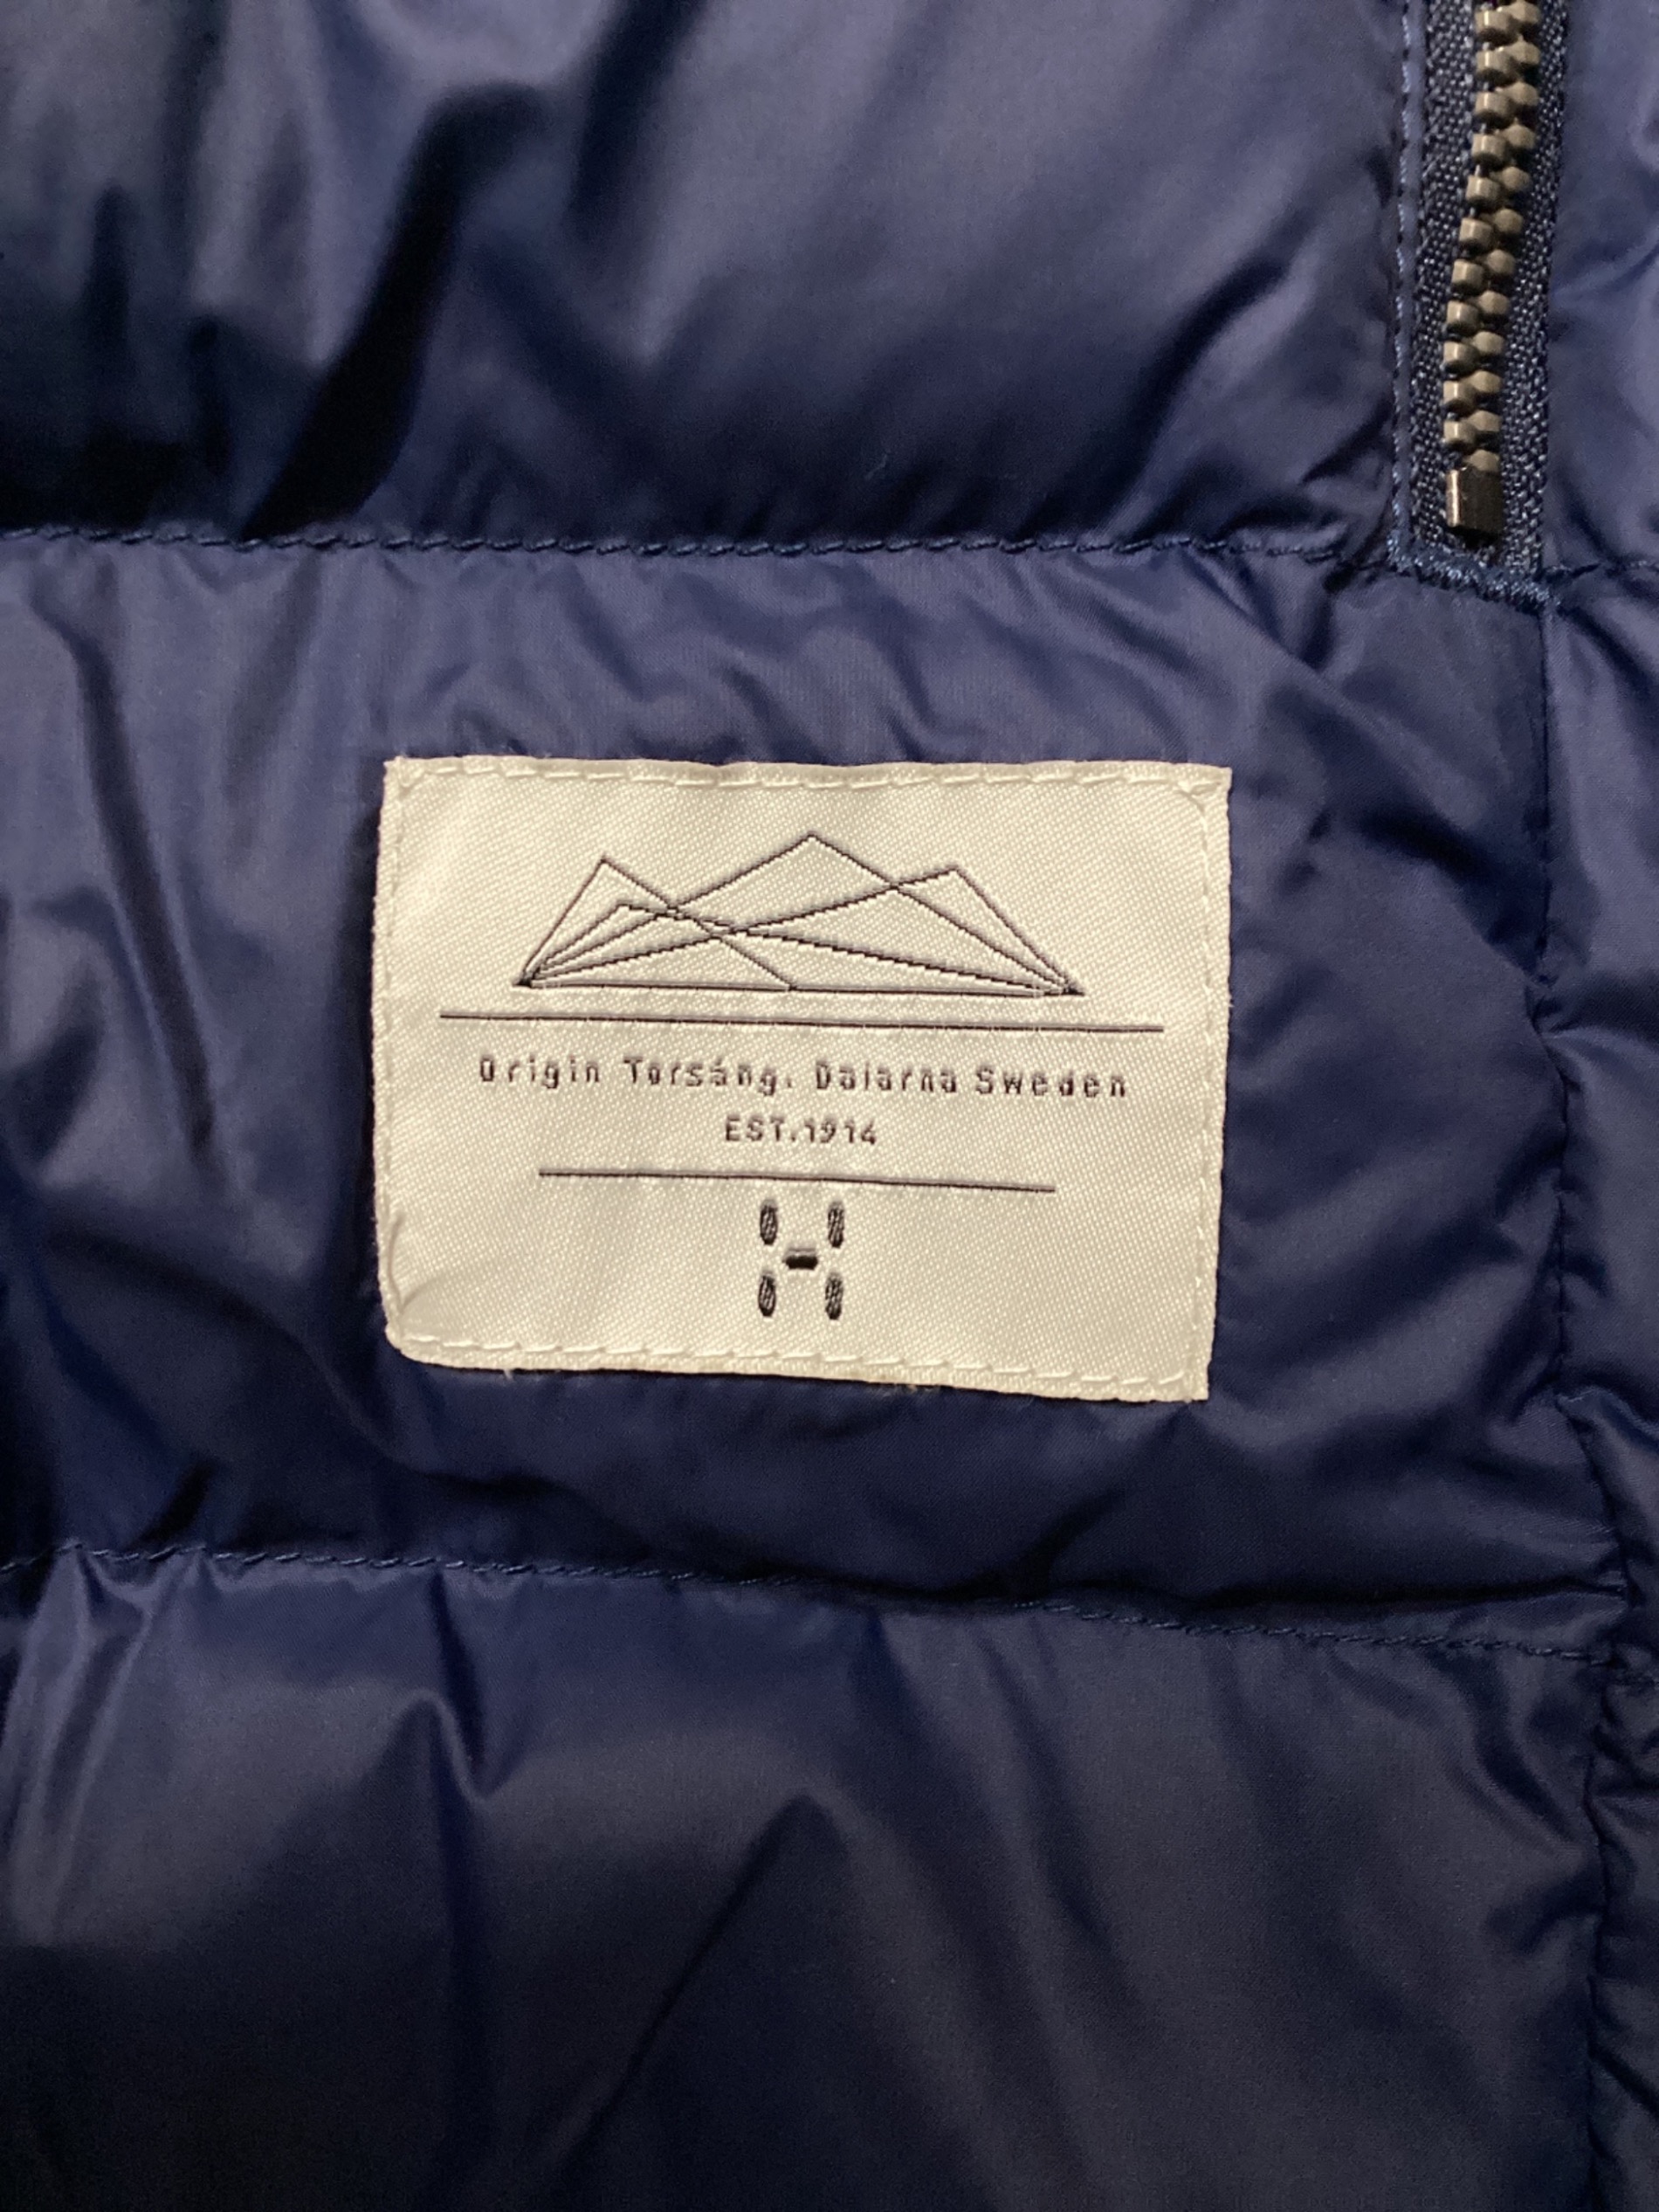 Origin Torsång, Dalarna Sweden
EST.1914
H